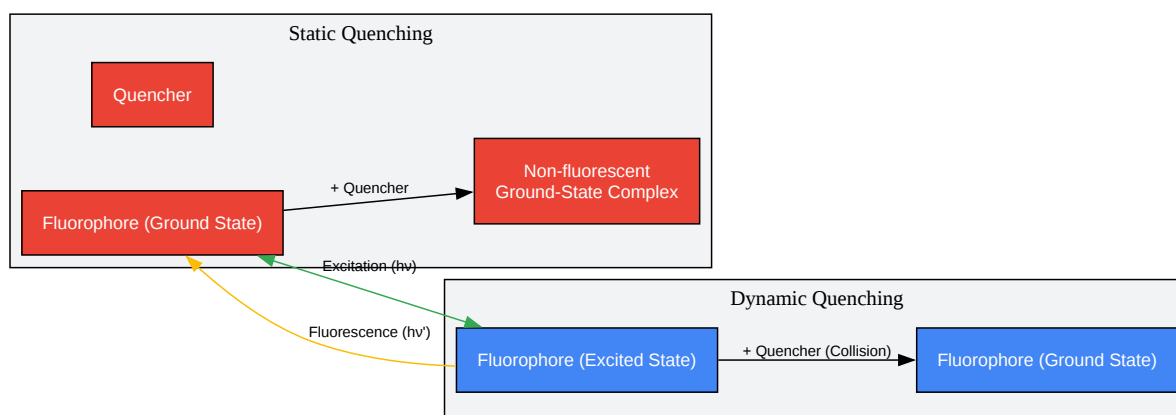 Static Quenching
Quencher
Non-fluorescent
Ground-State Complex
+ Quencher
Fluorophore (Ground State)
Excitation (hν)
Dynamic Quenching
Fluorescence (hν')
Fluorophore (Excited State)
+ Quencher (Collision)
Fluorophore (Ground State)